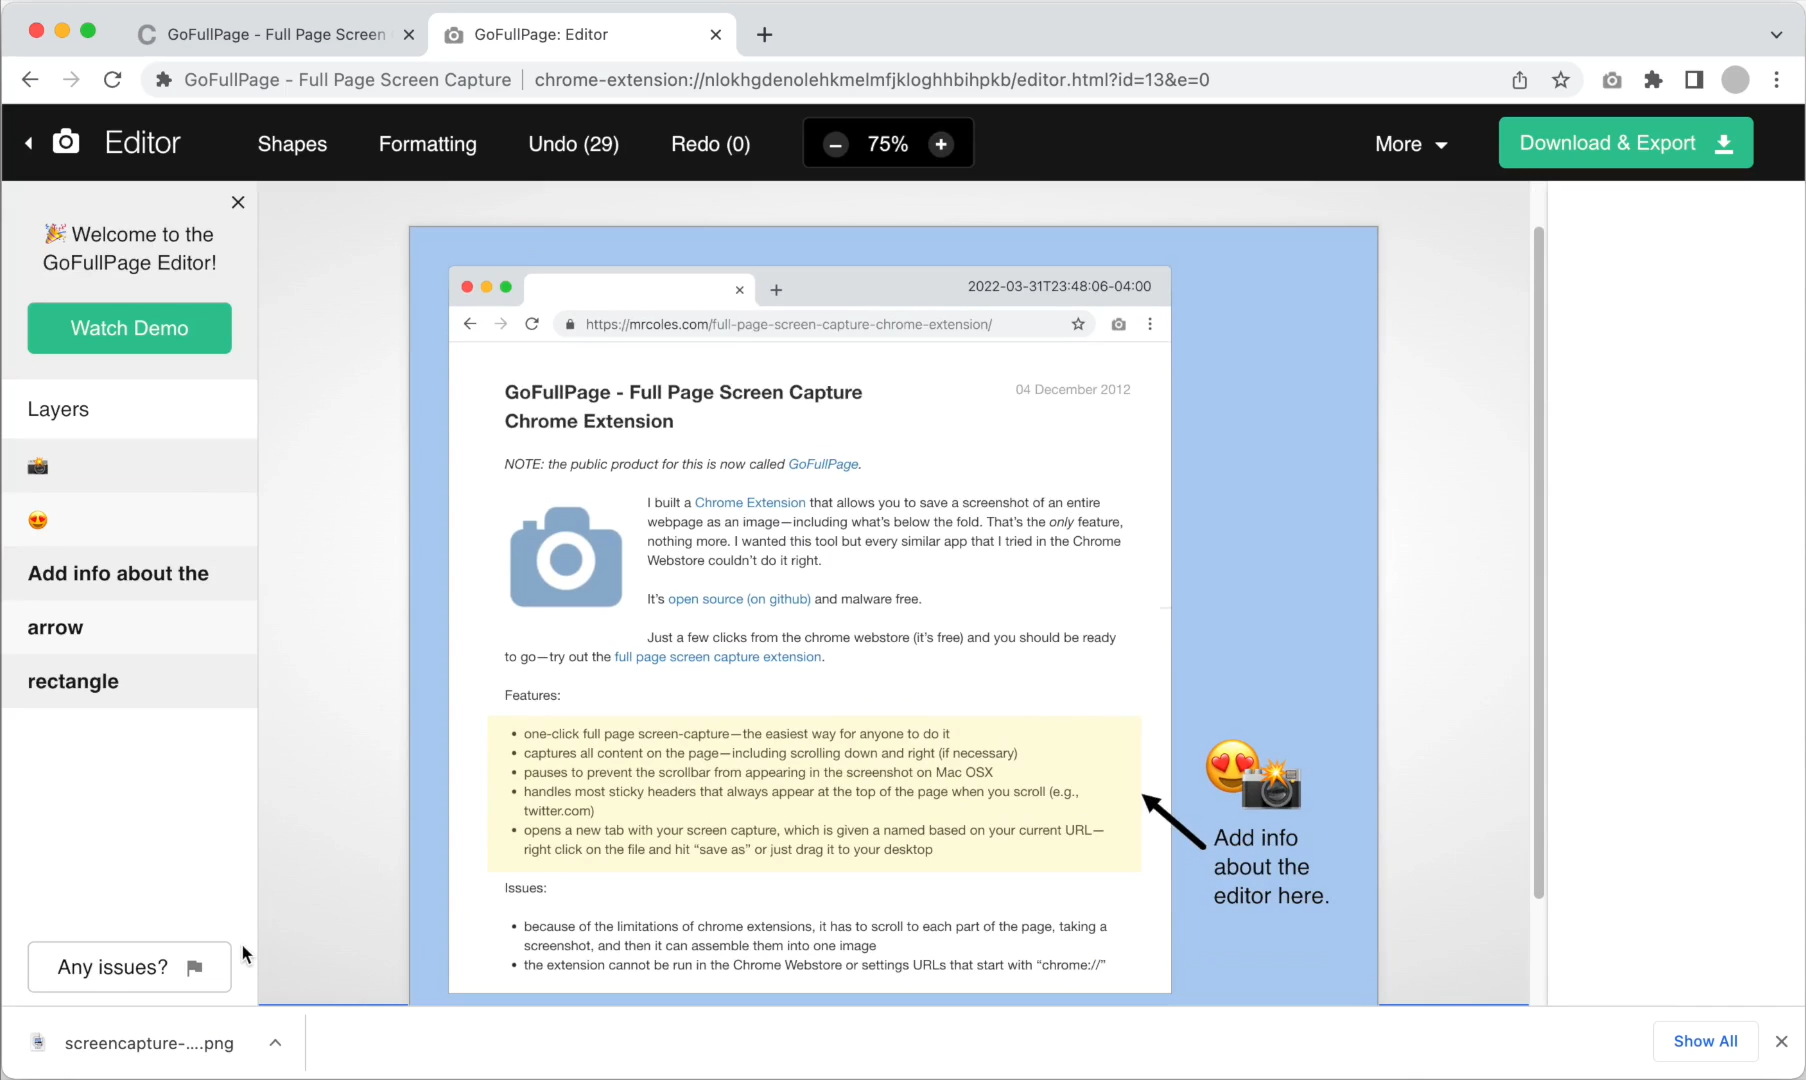 GoFullPage - Full Page Screen
GoFullPage: Editor
GoFullPage - Full Page Screen Capture
chrome-extension://nlokhgdenolehkmelmfjkloghhbihpkb/editor.html?id=13&e=0
Editor
Shapes
Formatting
Undo (29)
Redo (0)
75%
More
Download & Export
🎉 Welcome to the
GoFullPage Editor!
Watch Demo
Layers
📸
😍
Add info about the
arrow
rectangle
Any issues?
2022-03-31T23:48:06-04:00
https://mrcoles.com/full-page-screen-capture-chrome-extension/
GoFullPage - Full Page Screen Capture
Chrome Extension
04 December 2012
NOTE: the public product for this is now called GoFullPage.
I built a Chrome Extension that allows you to save a screenshot of an entire
webpage as an image—including what’s below the fold. That’s the only feature,
nothing more. I wanted this tool but every similar app that I tried in the Chrome
Webstore couldn’t do it right.
It’s open source (on github) and malware free.
Just a few clicks from the chrome webstore (it’s free) and you should be ready
to go—try out the full page screen capture extension.
Features:
• one-click full page screen-capture—the easiest way for anyone to do it
• captures all content on the page—including scrolling down and right (if necessary)
• pauses to prevent the scrollbar from appearing in the screenshot on Mac OSX
• handles most sticky headers that always appear at the top of the page when you scroll (e.g.,
twitter.com)
• opens a new tab with your screen capture, which is given a named based on your current URL—
right click on the file and hit “save as” or just drag it to your desktop
Add info
about the
editor here.
Issues:
• because of the limitations of chrome extensions, it has to scroll to each part of the page, taking a
screenshot, and then it can assemble them into one image
• the extension cannot be run in the Chrome Webstore or settings URLs that start with “chrome://”
screencapture-....png
Show All